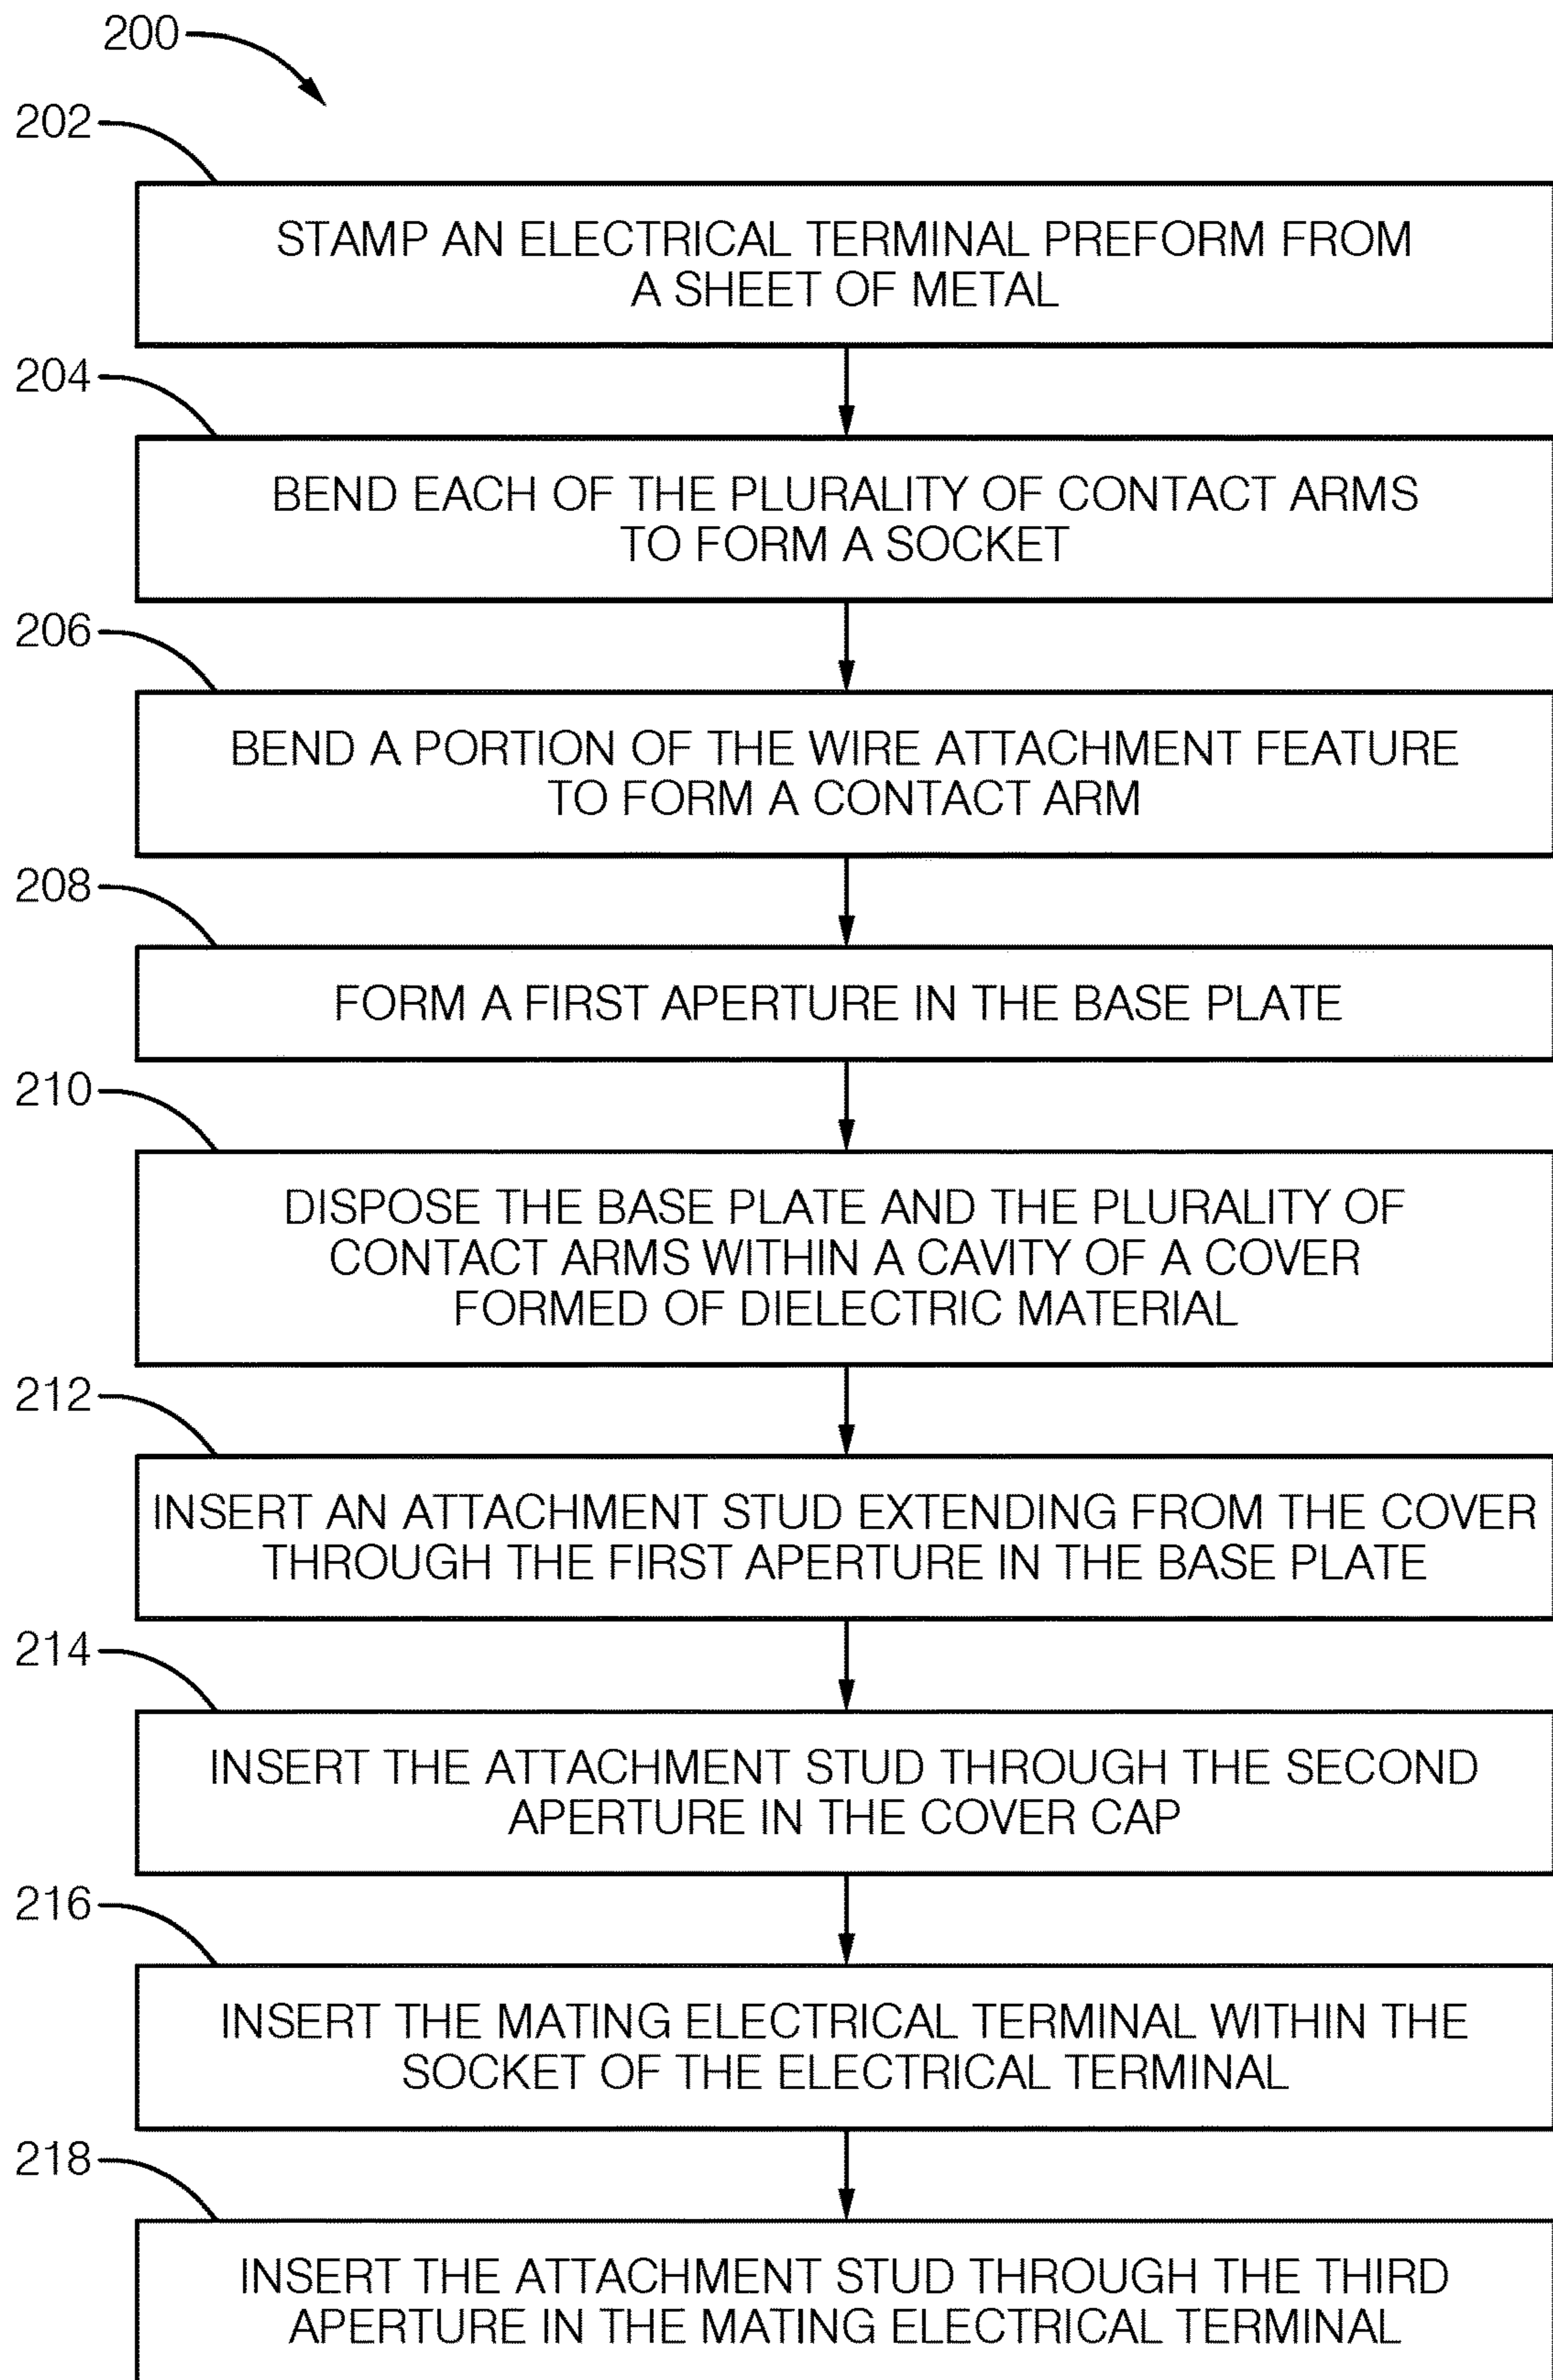 200
202
STAMP AN ELECTRICAL TERMINAL PREFORM FROM
A SHEET OF METAL
204
BEND EACH OF THE PLURALITY OF CONTACT ARMS
TO FORM A SOCKET
206
BEND A PORTION OF THE WIRE ATTACHMENT FEATURE
TO FORM A CONTACT ARM
208
FORM A FIRST APERTURE IN THE BASE PLATE
210
DISPOSE THE BASE PLATE AND THE PLURALITY OF
CONTACT ARMS WITHIN A CAVITY OF A COVER
FORMED OF DIELECTRIC MATERIAL
212
INSERT AN ATTACHMENT STUD EXTENDING FROM THE COVER
THROUGH THE FIRST APERTURE IN THE BASE PLATE
214
INSERT THE ATTACHMENT STUD THROUGH THE SECOND
APERTURE IN THE COVER CAP
216
INSERT THE MATING ELECTRICAL TERMINAL WITHIN THE
SOCKET OF THE ELECTRICAL TERMINAL
218
INSERT THE ATTACHMENT STUD THROUGH THE THIRD
APERTURE IN THE MATING ELECTRICAL TERMINAL